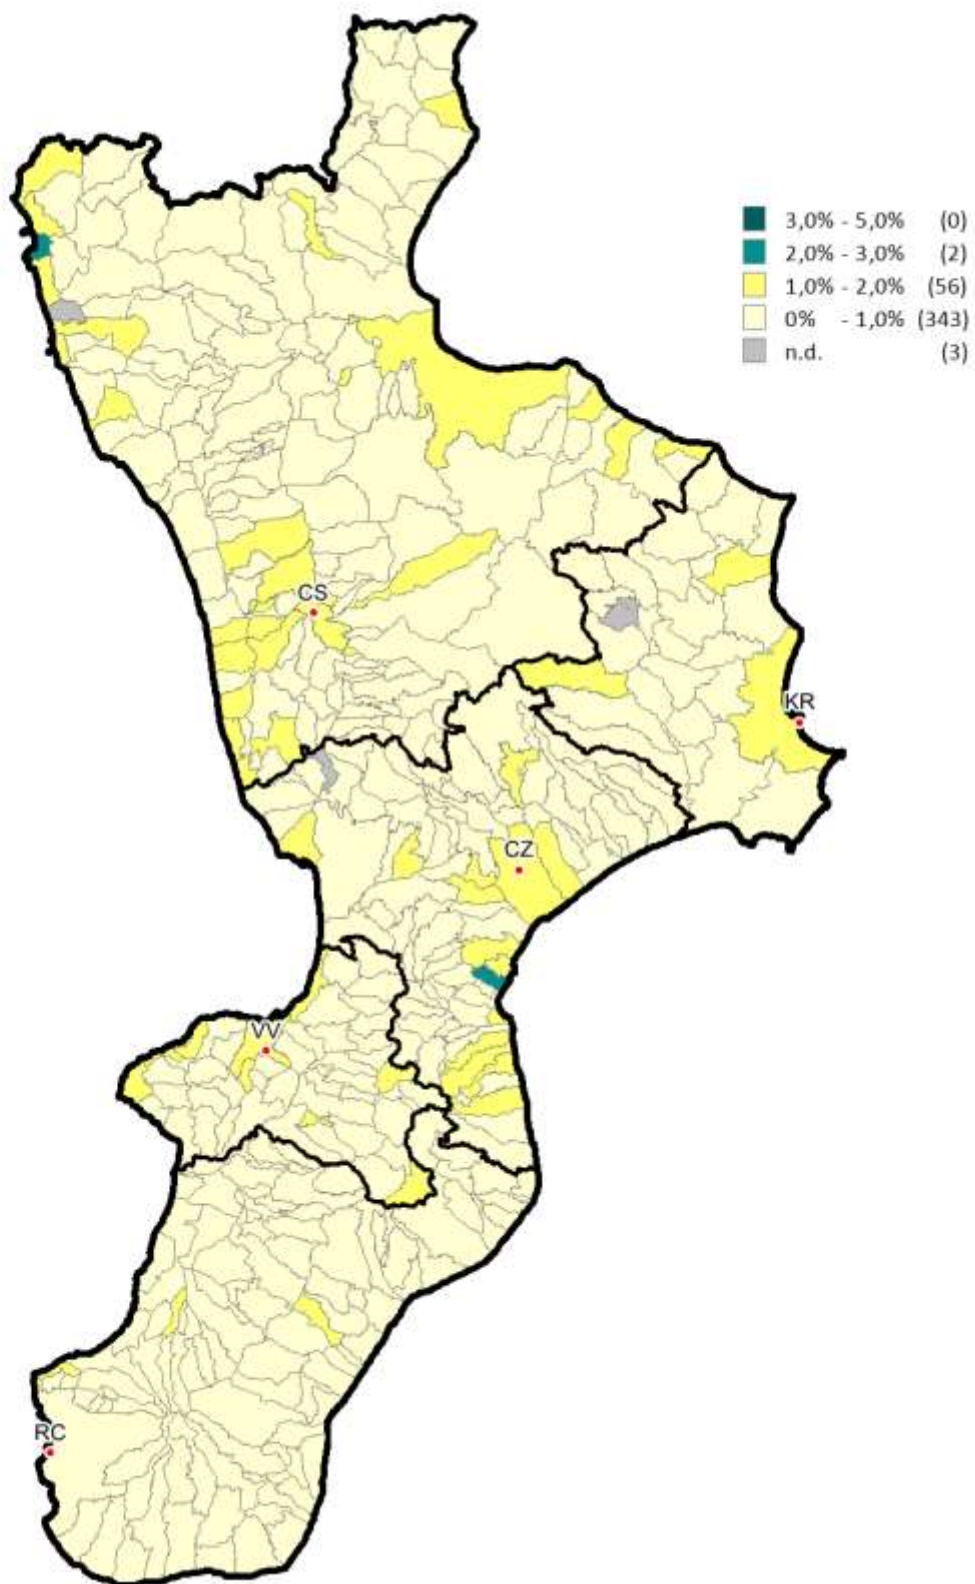 3,0% - 5,0% (0)
2,0% - 3,0% (2)
1,0% - 2,0% (56)
0% - 1,0% (343)
n.d. (3)
CS
KR
CZ
VV
RC